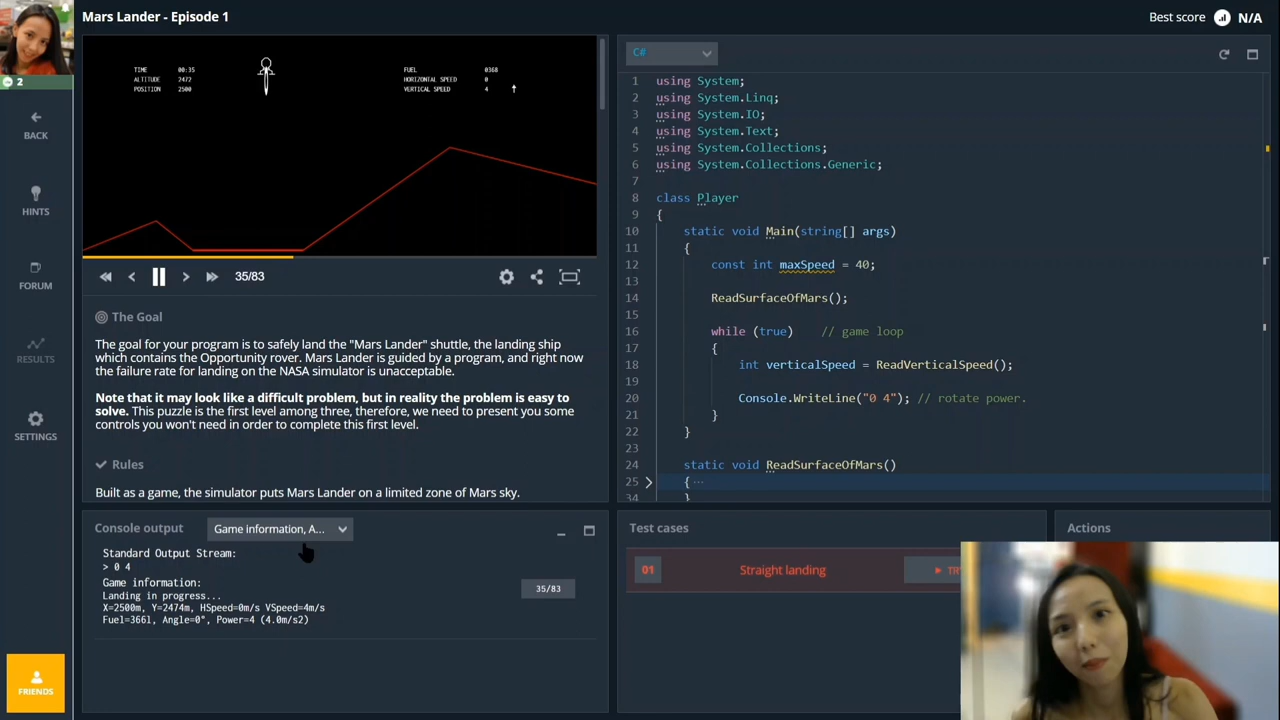 Mars Lander - Episode 1
Best score N/A
2
BACK
HINTS
FORUM
RESULTS
SETTINGS
FRIENDS
TIME 00:35
ALTITUDE 2472
POSITION 2500
FUEL 0368
HORIZONTAL SPEED 0
VERTICAL SPEED 4
35/83
The Goal
The goal for your program is to safely land the "Mars Lander" shuttle, the landing ship
which contains the Opportunity rover. Mars Lander is guided by a program, and right now
the failure rate for landing on the NASA simulator is unacceptable.
Note that it may look like a difficult problem, but in reality the problem is easy to
solve. This puzzle is the first level among three, therefore, we need to present you some
controls you won't need in order to complete this first level.
Rules
Built as a game, the simulator puts Mars Lander on a limited zone of Mars sky.
Console output
Game information, A...
Standard Output Stream:
> 0 4
Game information:
Landing in progress...
X=2500m, Y=2474m, HSpeed=0m/s VSpeed=4m/s
Fuel=366l, Angle=0°, Power=4 (4.0m/s2)
35/83
C#
1 using System;
2 using System.Linq;
3 using System.IO;
4 using System.Text;
5 using System.Collections;
6 using System.Collections.Generic;
7
8 class Player
9 {
10 static void Main(string[] args)
11 {
12 const int maxSpeed = 40;
13
14 ReadSurfaceOfMars();
15
16 while (true) // game loop
17 {
18 int verticalSpeed = ReadVerticalSpeed();
19
20 Console.WriteLine("0 4"); // rotate power.
21 }
22 }
23
24 static void ReadSurfaceOfMars()
25 { ...
34 }
Test cases
01 Straight landing
Actions